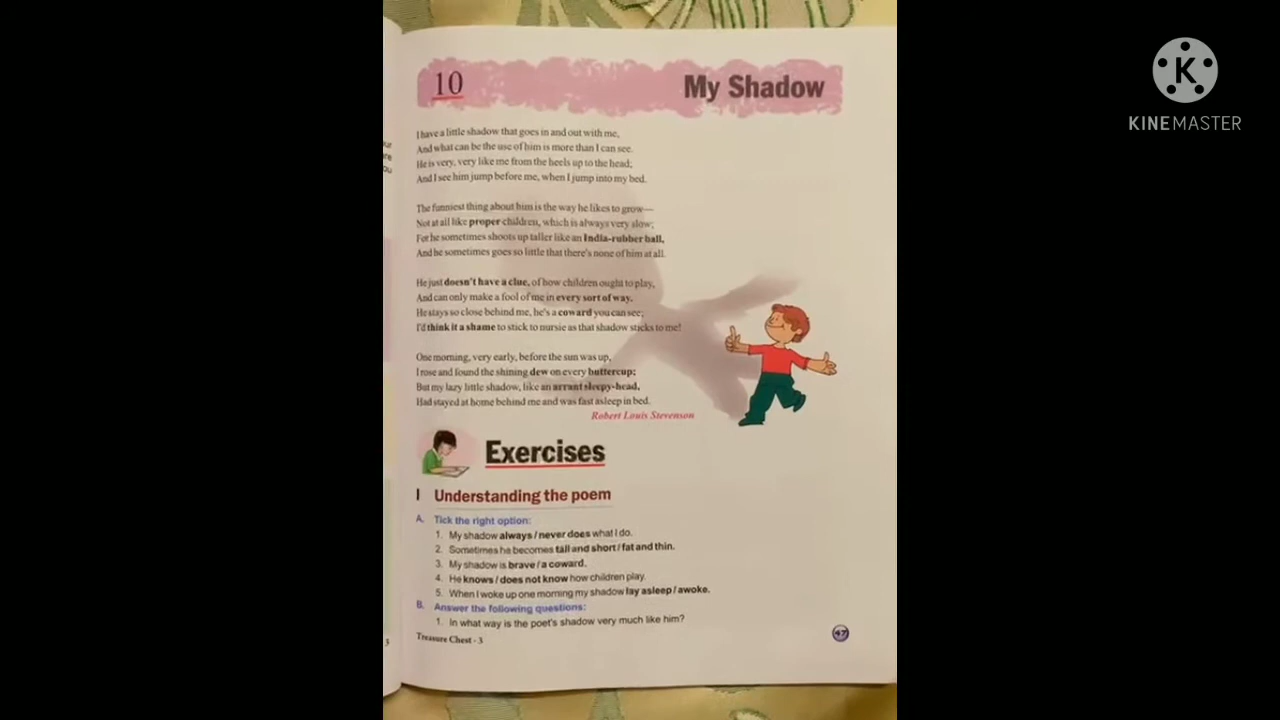 10
My Shadow
KINEMASTER
I have a little shadow that goes in and out with me,
And what can be the use of him is more than I can see.
He is very, very like me from the heels up to the head;
And I see him jump before me, when I jump into my bed.
The funniest thing about him is the way he likes to grow—
Not at all like proper children, which is always very slow;
For he sometimes shoots up taller like an India-rubber ball,
And he sometimes goes so little that there's none of him at all.
He just doesn't have a clue, of how children ought to play,
And can only make a fool of me in every sort of way.
He stays so close behind me, he's a coward you can see;
I'd think it a shame to stick to nursie as that shadow sticks to me!
One morning, very early, before the sun was up,
I rose and found the shining dew on every buttercup;
But my lazy little shadow, like an arrant sleepy-head,
Had stayed at home behind me and was fast asleep in bed.
Robert Louis Stevenson
Exercises
I Understanding the poem
A. Tick the right option:
1. My shadow always / never does what I do.
2. Sometimes he becomes tall and short / fat and thin.
3. My shadow is brave / a coward.
4. He knows / does not know how children play.
5. When I woke up one morning my shadow lay asleep / awoke.
B. Answer the following questions:
1. In what way is the poet's shadow very much like him?
Treasure Chest - 3
47